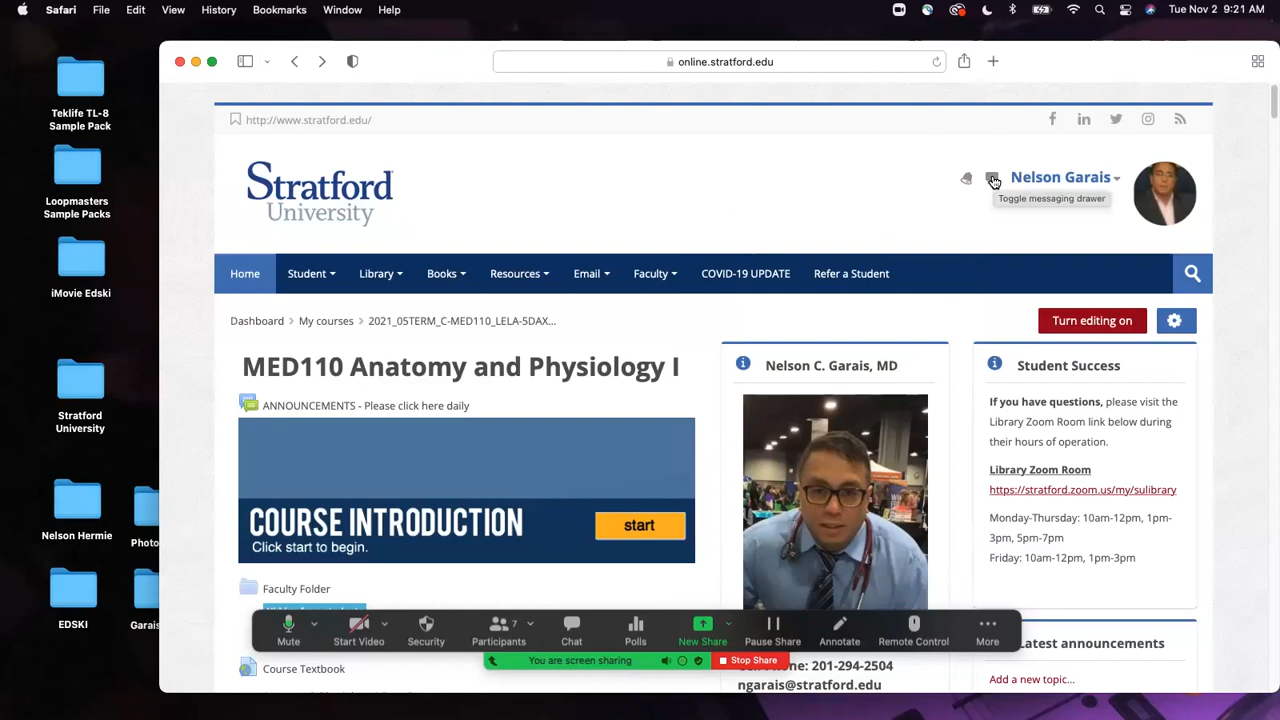 Safari File Edit View History Bookmarks Window Help Tue Nov 2 9:21 AM
online.stratford.edu
Teklife TL-8
Sample Pack
Loopmasters
Sample Packs
iMovie Edski
Stratford
University
Nelson Hermie
Photo
EDSKI
Garais
http://www.stratford.edu/
Stratford
University
Nelson Garais
Toggle messaging drawer
Home Student Library Books Resources Email Faculty COVID-19 UPDATE Refer a Student
Dashboard My courses 2021_05TERM_C-MED110_LELA-5DAX...
Turn editing on
MED110 Anatomy and Physiology I
ANNOUNCEMENTS - Please click here daily
COURSE INTRODUCTION
Click start to begin.
start
Faculty Folder
Course Textbook
Nelson C. Garais, MD
Phone: 201-294-2504
ngarais@stratford.edu
Student Success
If you have questions, please visit the
Library Zoom Room link below during
their hours of operation.
Library Zoom Room
https://stratford.zoom.us/my/sulibrary
Monday-Thursday: 10am-12pm, 1pm-
3pm, 5pm-7pm
Friday: 10am-12pm, 1pm-3pm
Latest announcements
Add a new topic...
Mute Start Video Security Participants 7 Chat Polls New Share Pause Share Annotate Remote Control More
You are screen sharing Stop Share